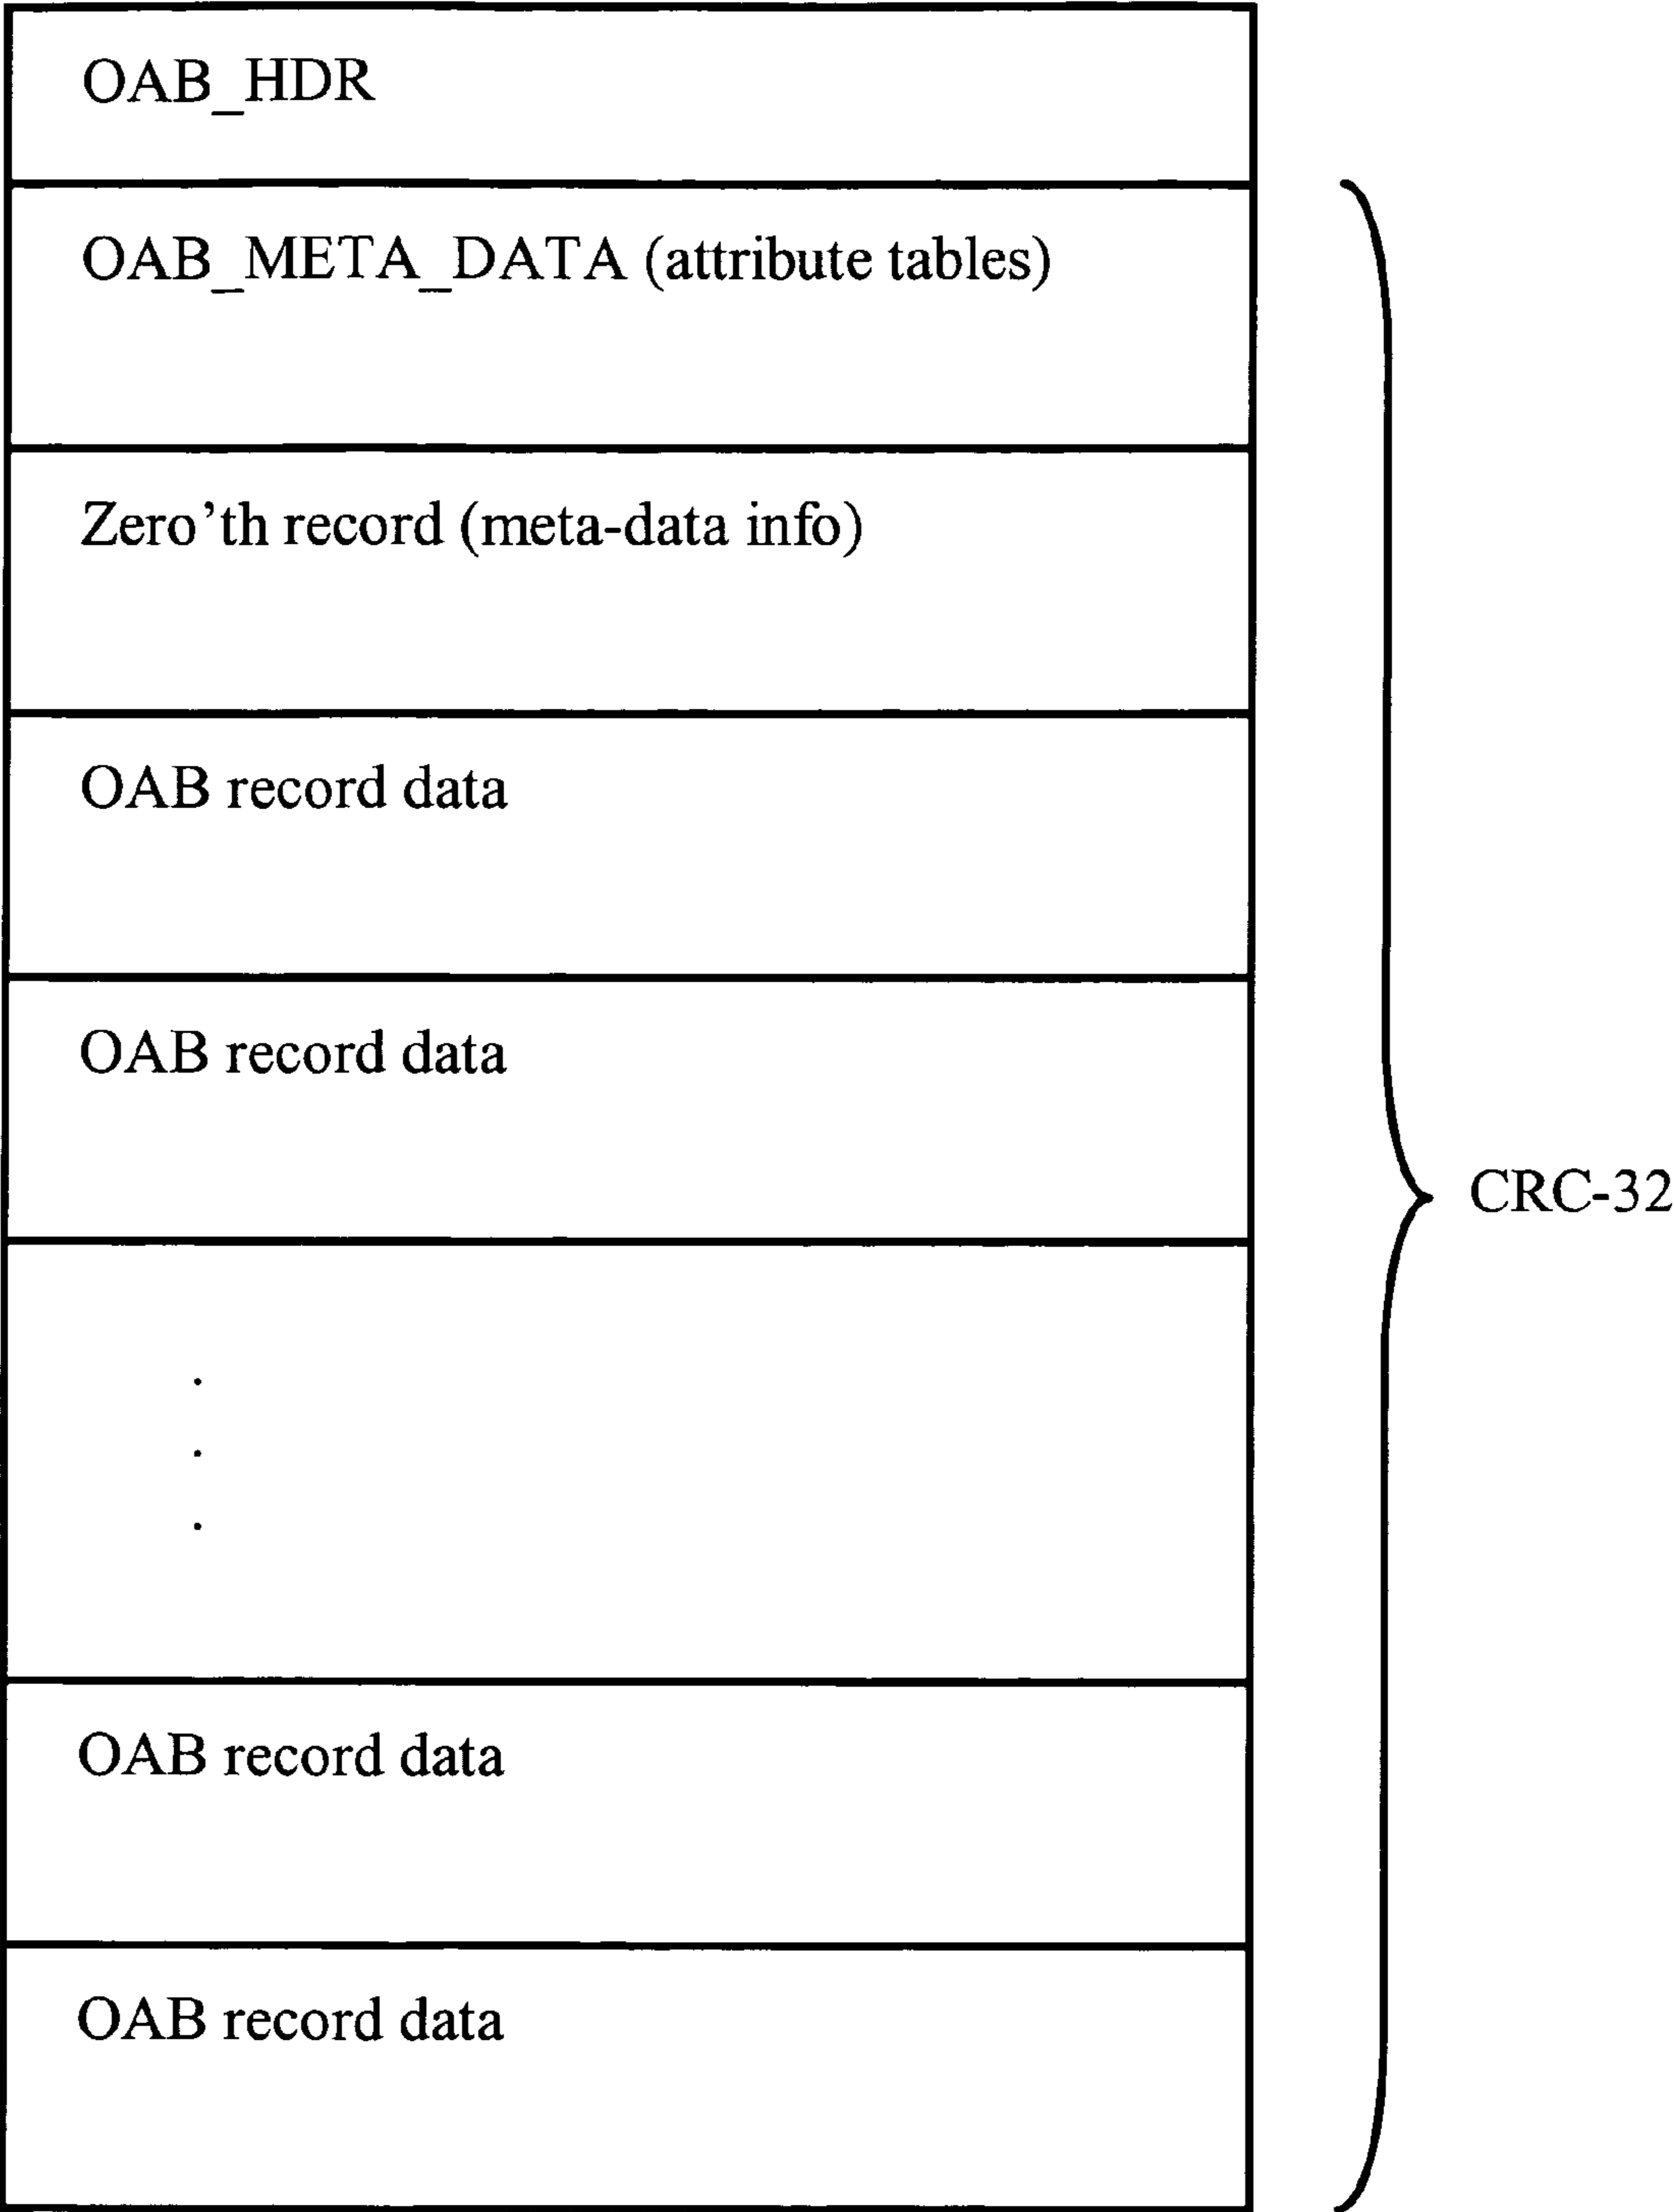 OAB_HDR
OAB_META_DATA (attribute tables)
Zero’th record (meta-data info)
OAB record data
OAB record data
CRC-32
.
.
.
OAB record data
OAB record data